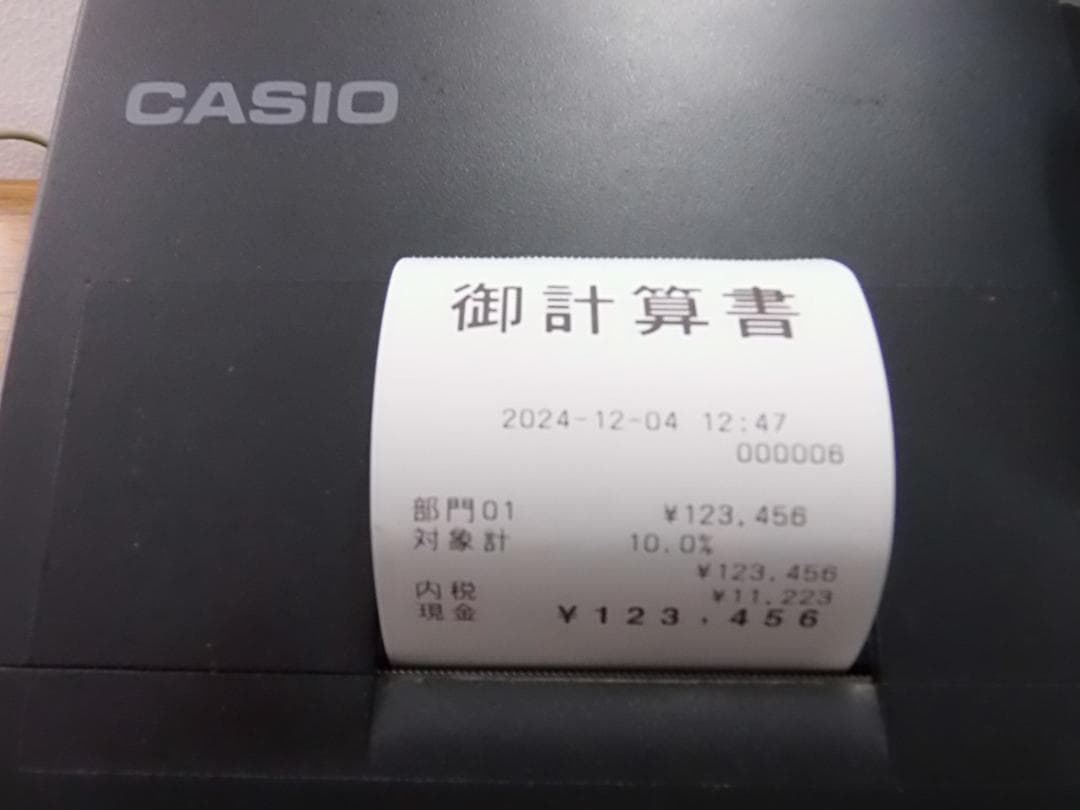 CASIO
御計算書
2024-12-04 12:47
000006
部門01 ¥123,456
対象計 10.0%
¥123,456
内税 ¥11,223
現金 ¥123,456